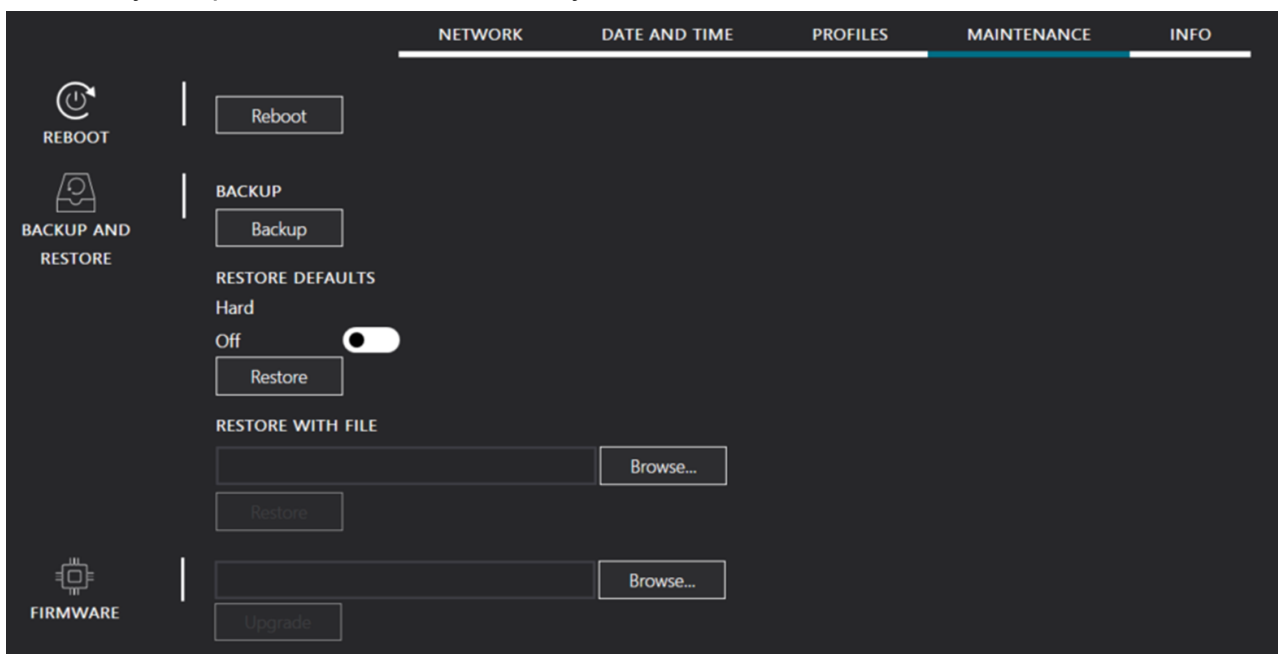 NETWORK DATE AND TIME PROFILES MAINTENANCE INFO
REBOOT
Reboot
BACKUP AND
RESTORE
BACKUP
Backup
RESTORE DEFAULTS
Hard
Off
Restore
RESTORE WITH FILE
Browse...
Restore
FIRMWARE
Browse...
Upgrade